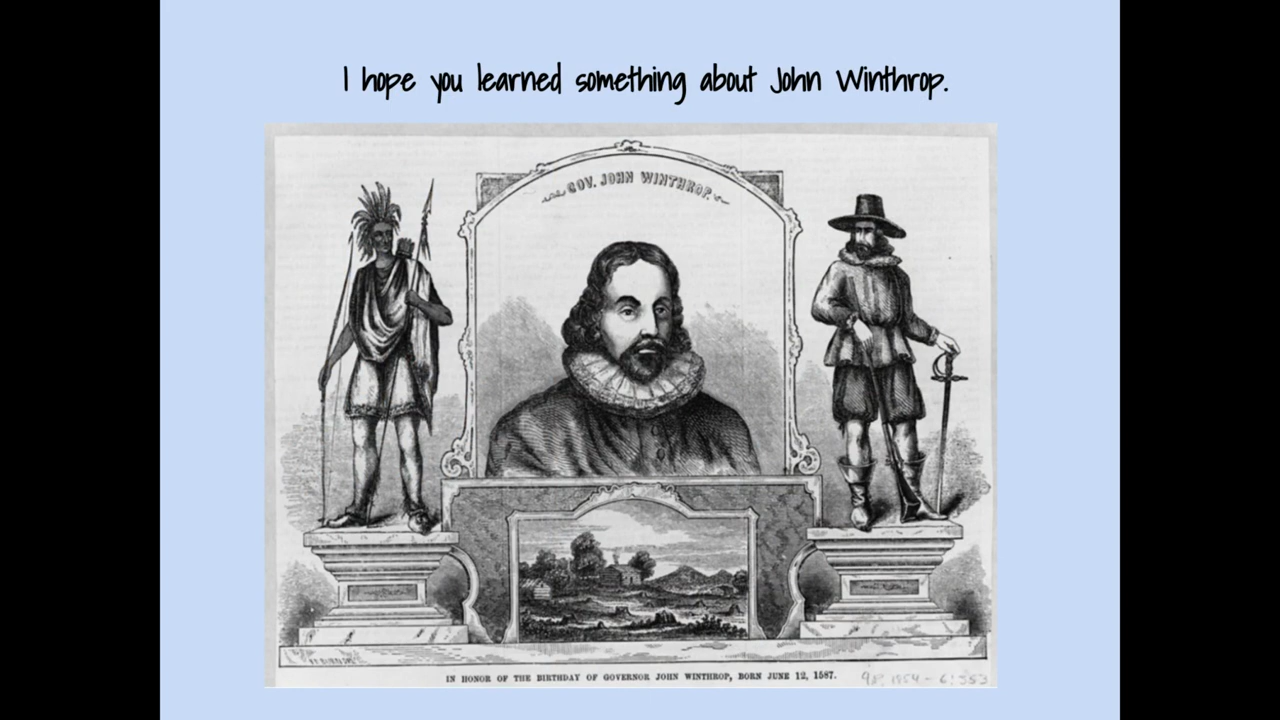 I hope you learned something about John Winthrop.
GOV. JOHN WINTHROP.
IN HONOR OF THE BIRTHDAY OF GOVERNOR JOHN WINTHROP, BORN JUNE 12, 1587.